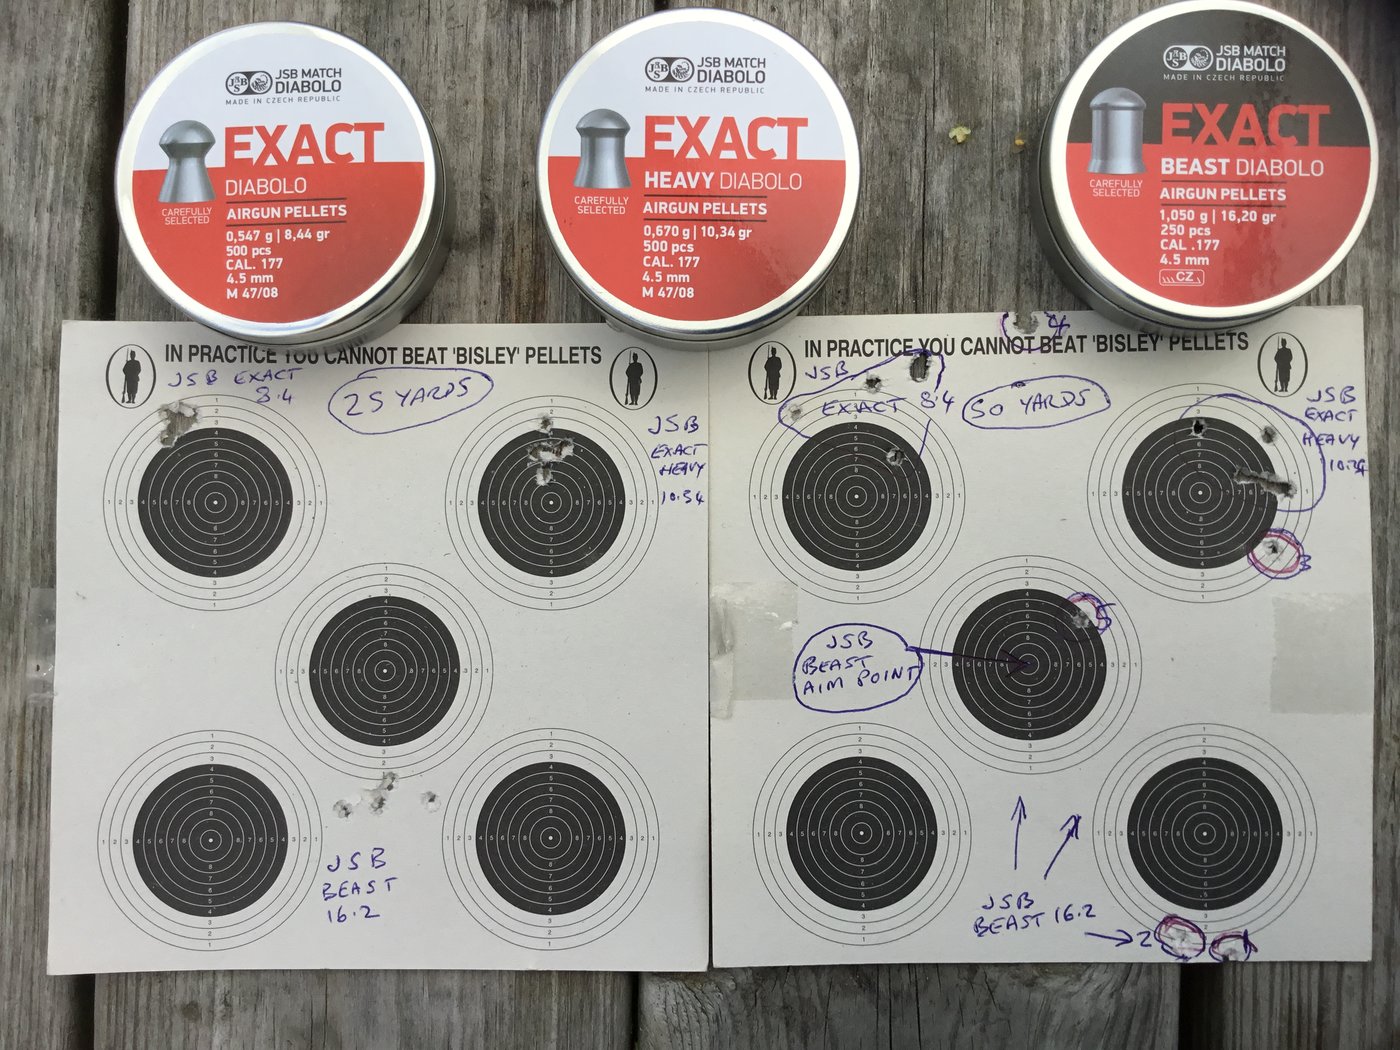 JSB MATCH
DIABOLO
MADE IN CZECH REPUBLIC
EXACT
DIABOLO
CAREFULLY
SELECTED
AIRGUN PELLETS
0,547 g | 8,44 gr
500 pcs
CAL. 177
4.5 mm
M 47/08
JSB MATCH
DIABOLO
MADE IN CZECH REPUBLIC
EXACT
HEAVY DIABOLO
CAREFULLY
SELECTED
AIRGUN PELLETS
0,670 g | 10,34 gr
500 pcs
CAL. 177
4.5 mm
M 47/08
JSB MATCH
DIABOLO
MADE IN CZECH REPUBLIC
EXACT
BEAST DIABOLO
CAREFULLY
SELECTED
AIRGUN PELLETS
1,050 g | 16,20 gr
250 pcs
CAL .177
4.5 mm
CZ
IN PRACTICE YOU CANNOT BEAT 'BISLEY' PELLETS
JSB EXACT
8.4
25 YARDS
JSB
EXACT
HEAVY
10.34
JSB
BEAST
16.2
IN PRACTICE YOU CANNOT BEAT 'BISLEY' PELLETS
4
JSB
EXACT 8.4
50 YARDS
JSB
EXACT
HEAVY
10.34
3
5
JSB
BEAST
AIM POINT
JSB
BEAST 16.2
2
1